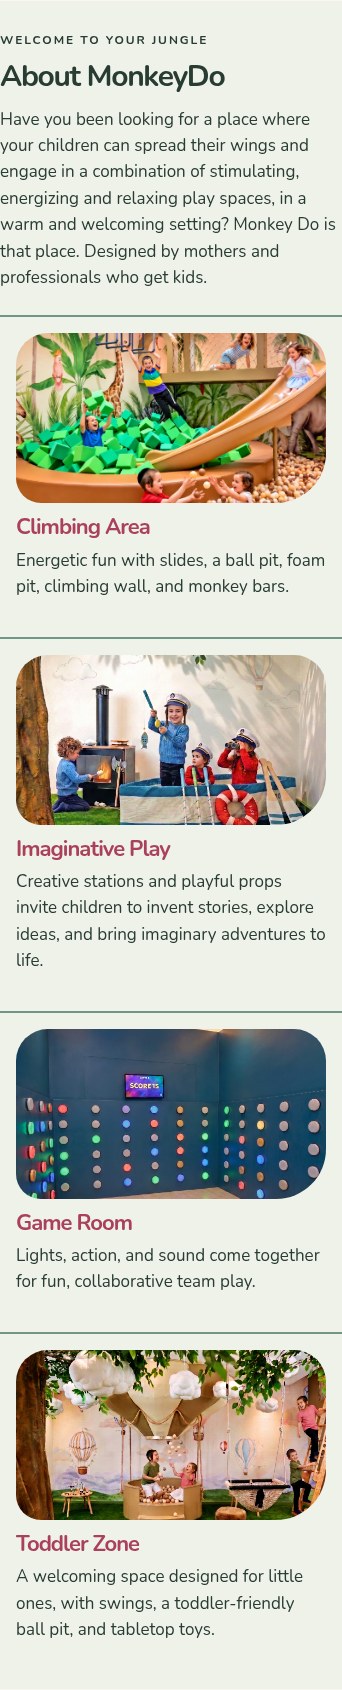 WELCOME TO YOUR JUNGLE
About MonkeyDo
Have you been looking for a place where
your children can spread their wings and
engage in a combination of stimulating,
energizing and relaxing play spaces, in a
warm and welcoming setting? Monkey Do is
that place. Designed by mothers and
professionals who get kids.
Climbing Area
Energetic fun with slides, a ball pit, foam
pit, climbing wall, and monkey bars.
Imaginative Play
Creative stations and playful props
invite children to invent stories, explore
ideas, and bring imaginary adventures to
life.
SCORETS
Game Room
Lights, action, and sound come together
for fun, collaborative team play.
Toddler Zone
A welcoming space designed for little
ones, with swings, a toddler-friendly
ball pit, and tabletop toys.